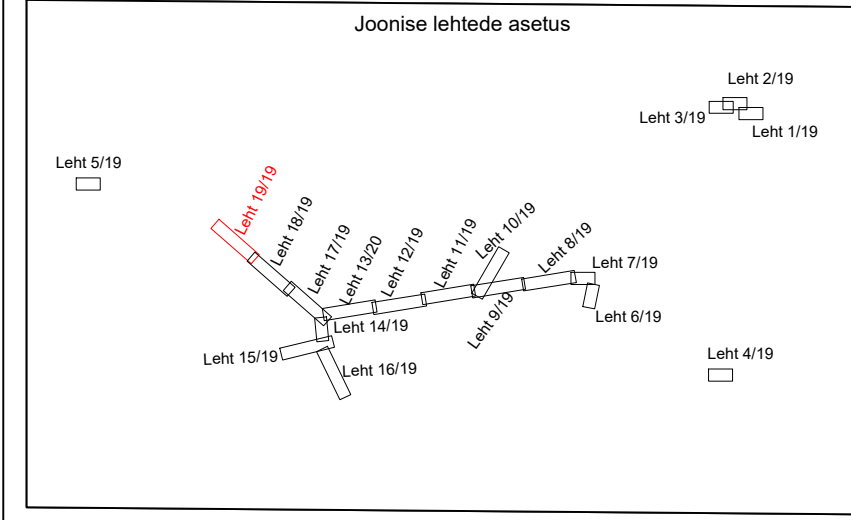 Joonise lehtede asetus
Leht 2/19
Leht 3/19
Leht 1/19
Leht 5/19
Leht 19/19
Leht 18/19
Leht 17/19
Leht 13/20
Leht 12/19
Leht 11/19
Leht 10/19
Leht 9/19
Leht 8/19
Leht 7/19
Leht 6/19
Leht 14/19
Leht 15/19
Leht 16/19
Leht 4/19